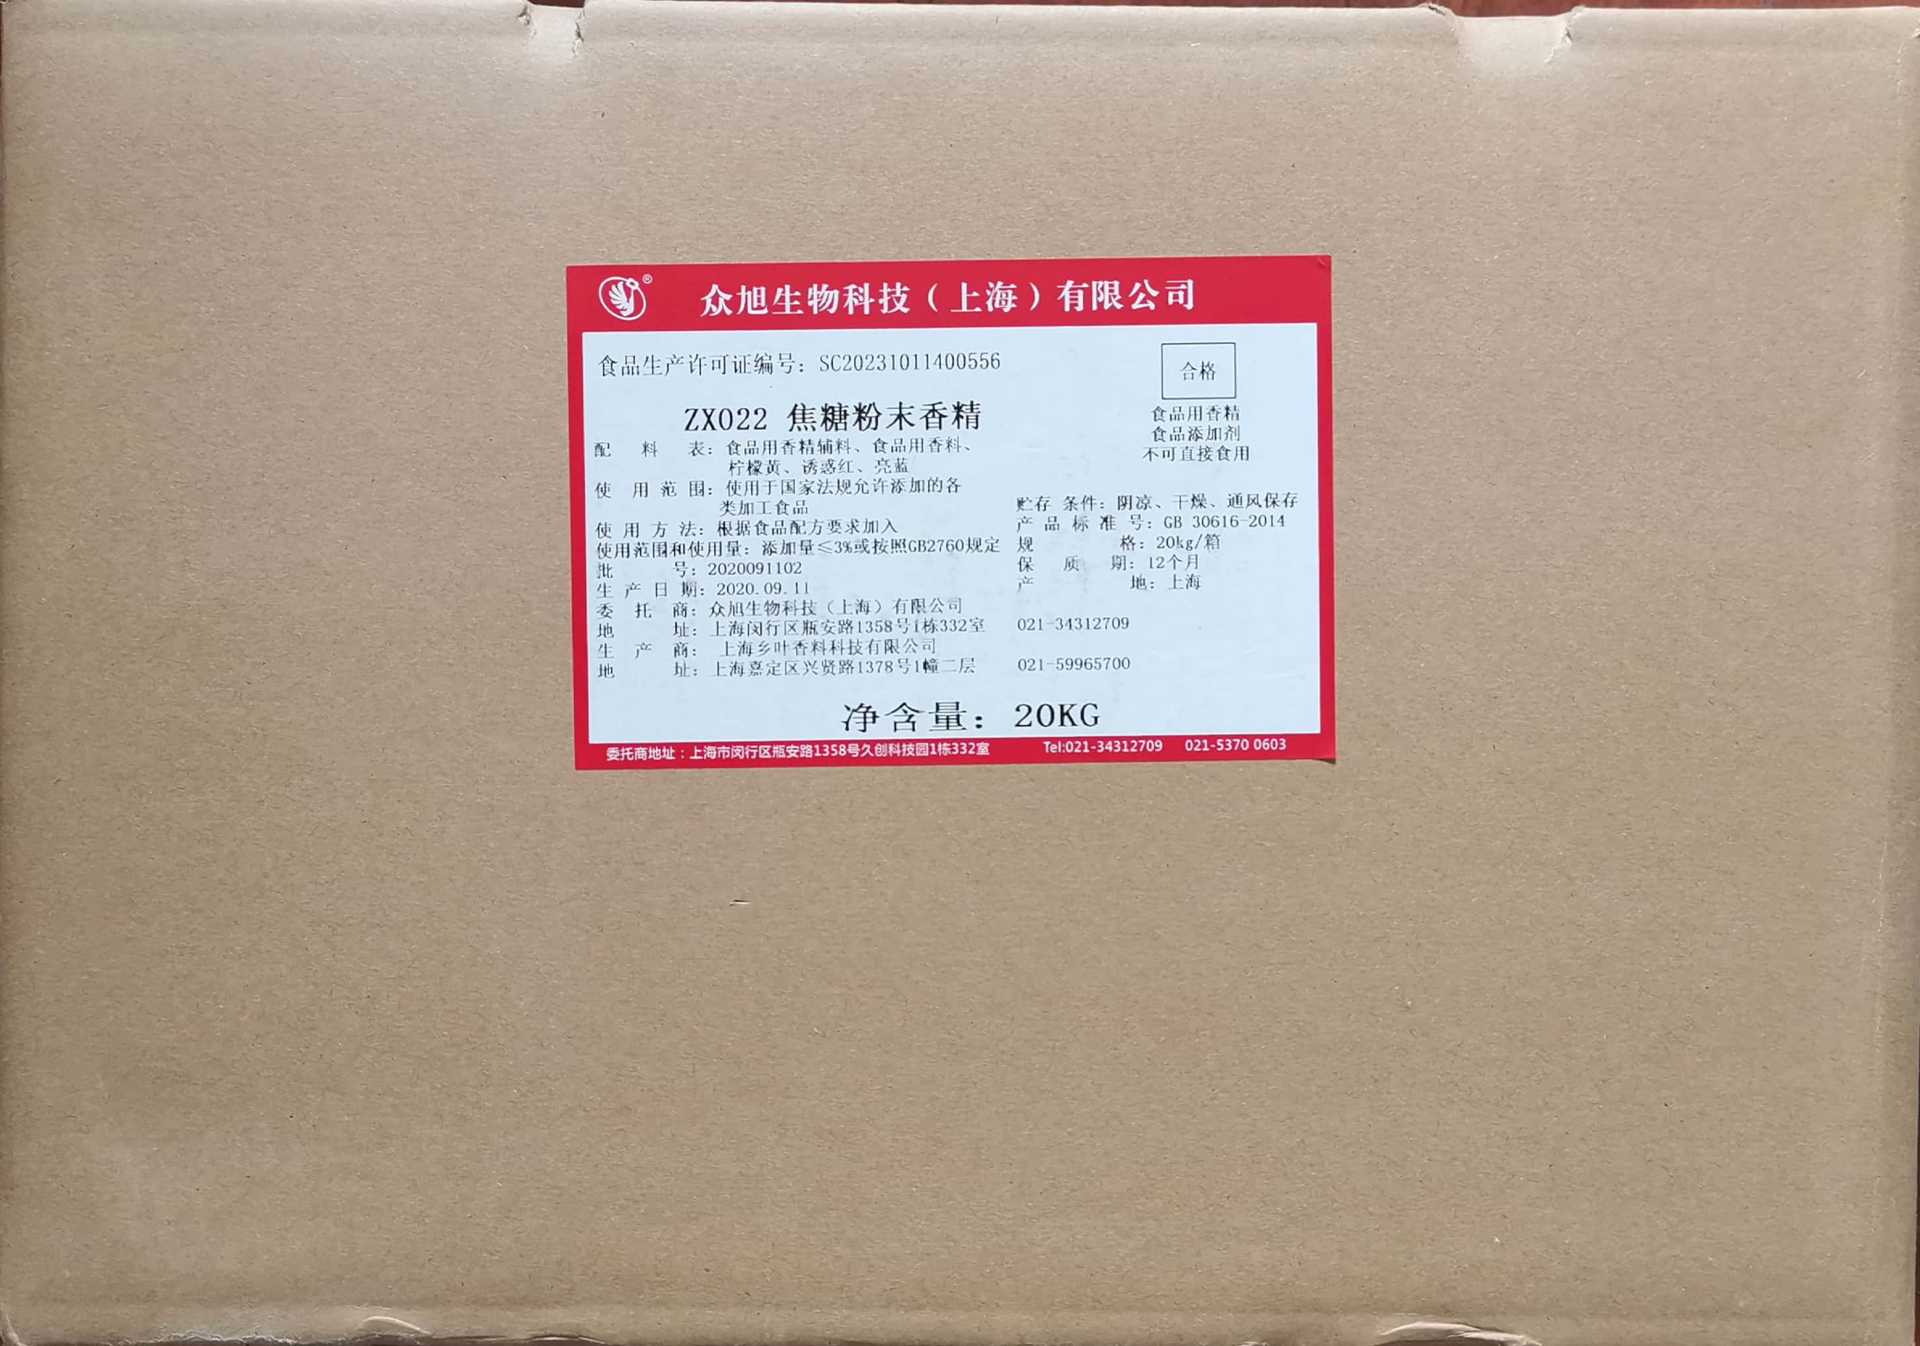 众旭生物科技（上海）有限公司
食品生产许可证编号：SC20231011400556
合格
ZX022 焦糖粉末香精
食品用香精
食品添加剂
不可直接食用
配 料 表：食品用香精辅料、食品用香料、
柠檬黄、诱惑红、亮蓝
使 用 范 围：使用于国家法规允许添加的各
类加工食品
使 用 方 法：根据食品配方要求加入
使用范围和使用量：添加量≤3%或按照GB2760规定
批 号：2020091102
生 产 日 期：2020.09.11
贮存 条件：阴凉、干燥、通风保存
产 品 标 准 号：GB 30616-2014
规 格：20kg/箱
保 质 期：12个月
产 地：上海
委 托 商：众旭生物科技（上海）有限公司
地 址：上海闵行区瓶安路1358号1栋332室 021-34312709
生 产 商：上海乡叶香料科技有限公司
地 址：上海嘉定区兴贤路1378号1幢二层 021-59965700
净含量：20KG
委托商地址：上海市闵行区瓶安路1358号久创科技园1栋332室 Tel:021-34312709 021-5370 0603